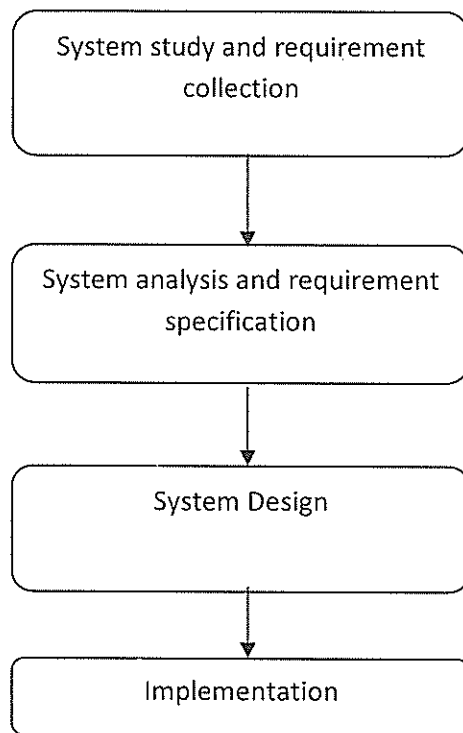 System study and requirement
collection
System analysis and requirement
specification
System Design
Implementation